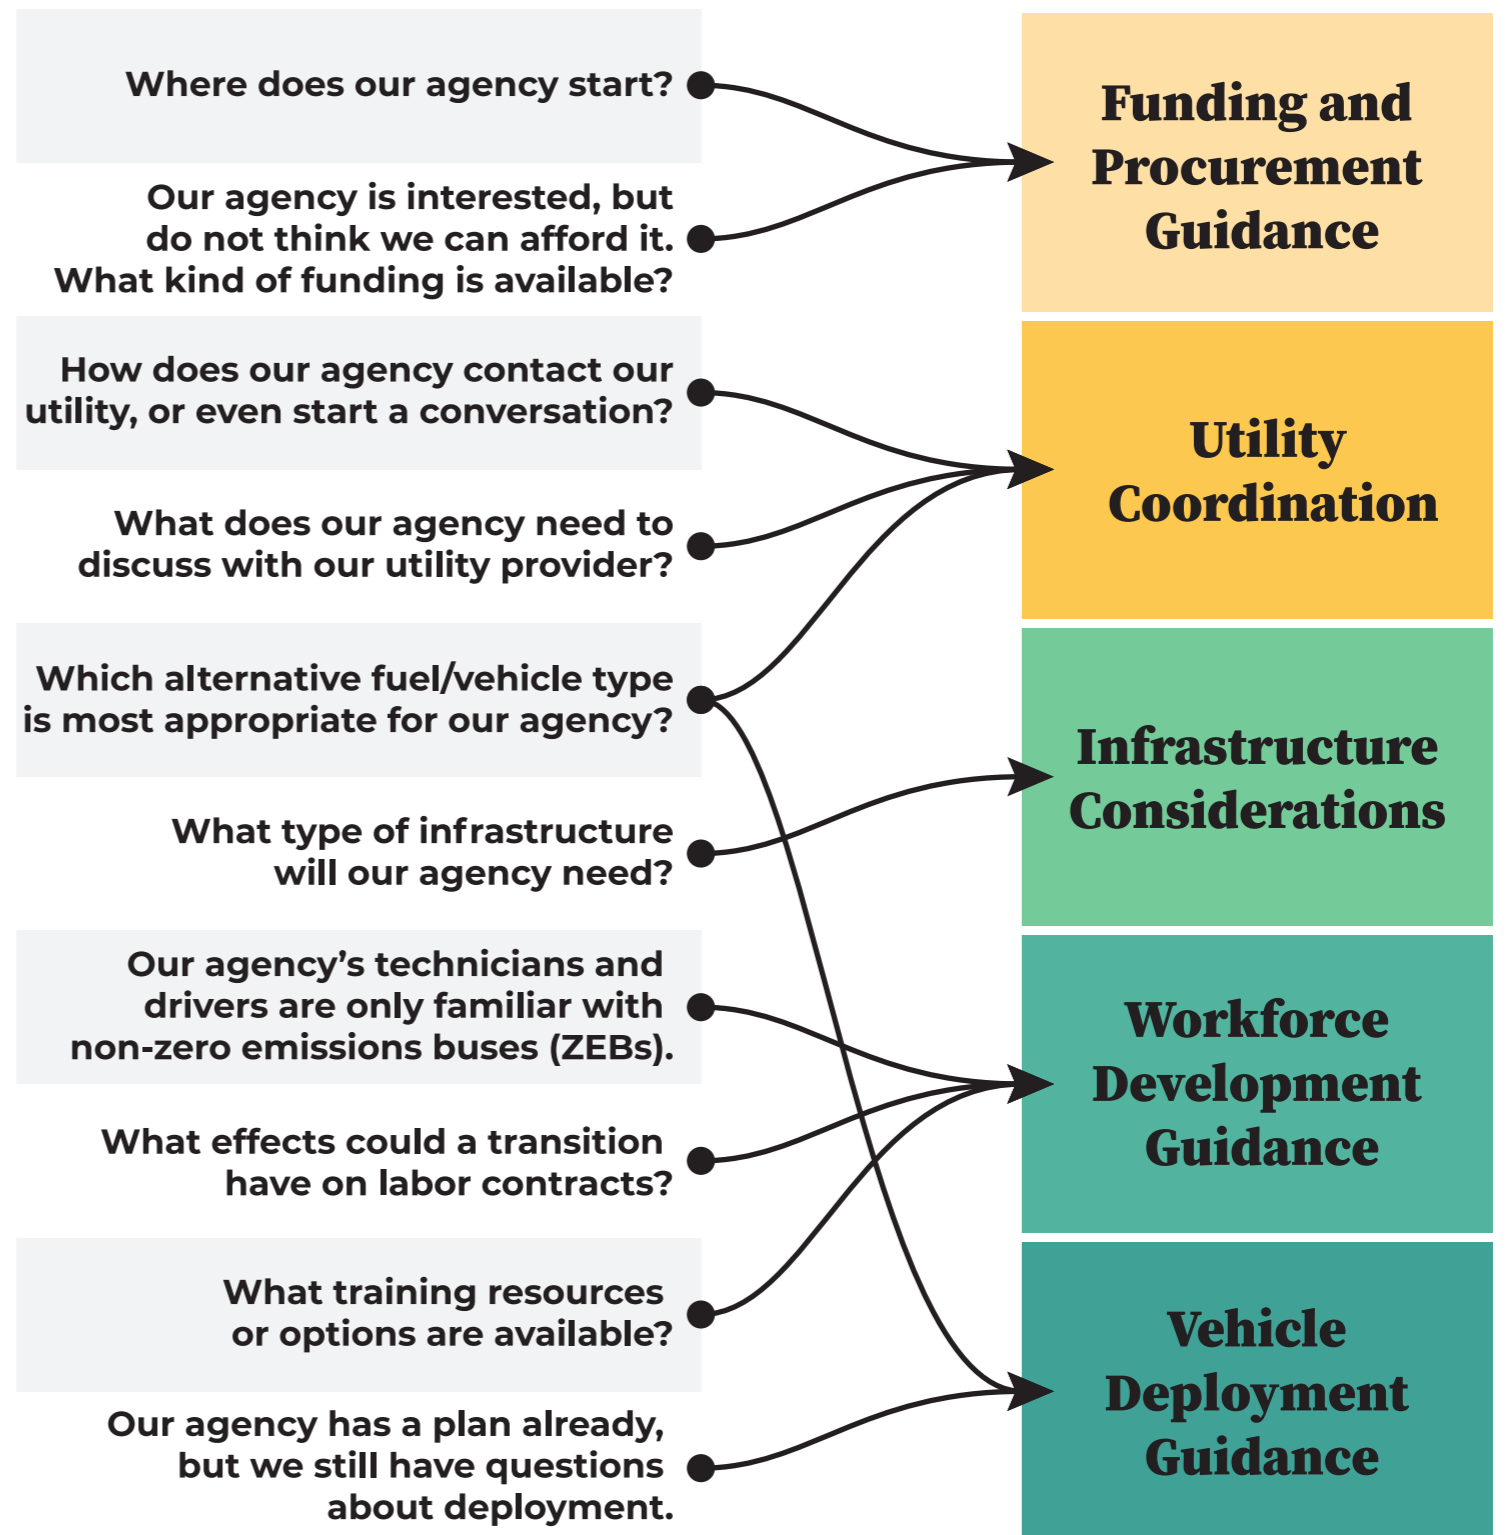 Where does our agency start?
Our agency is interested, but
do not think we can afford it.
What kind of funding is available?
How does our agency contact our
utility, or even start a conversation?
What does our agency need to
discuss with our utility provider?
Which alternative fuel/vehicle type
is most appropriate for our agency?
What type of infrastructure
will our agency need?
Our agency’s technicians and
drivers are only familiar with
non-zero emissions buses (ZEBs).
What effects could a transition
have on labor contracts?
What training resources
or options are available?
Our agency has a plan already,
but we still have questions
about deployment.
Funding and
Procurement
Guidance
Utility
Coordination
Infrastructure
Considerations
Workforce
Development
Guidance
Vehicle
Deployment
Guidance